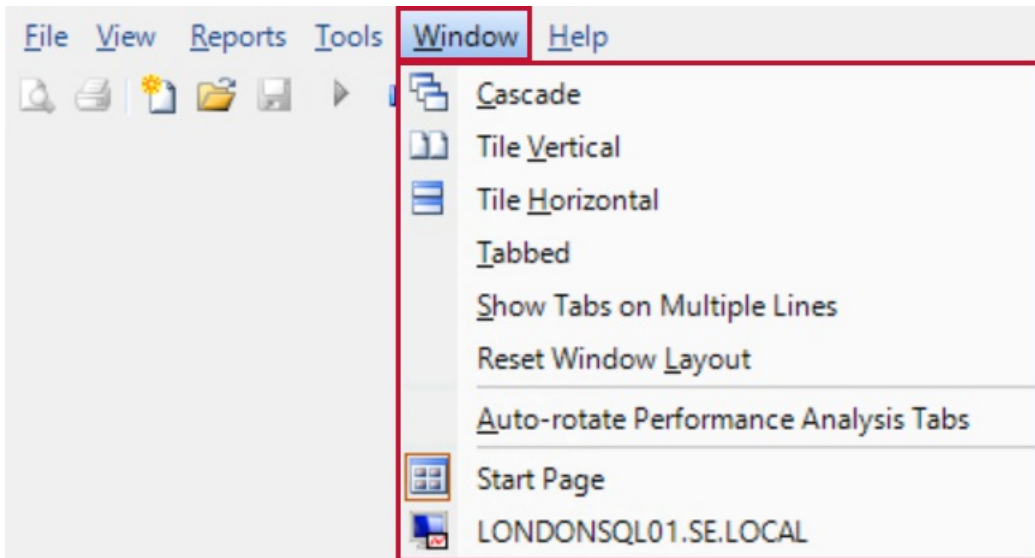 File View Reports Tools Window Help
Cascade
Tile Vertical
Tile Horizontal
Tabbed
Show Tabs on Multiple Lines
Reset Window Layout
Auto-rotate Performance Analysis Tabs
Start Page
LONDONSQL01.SE.LOCAL